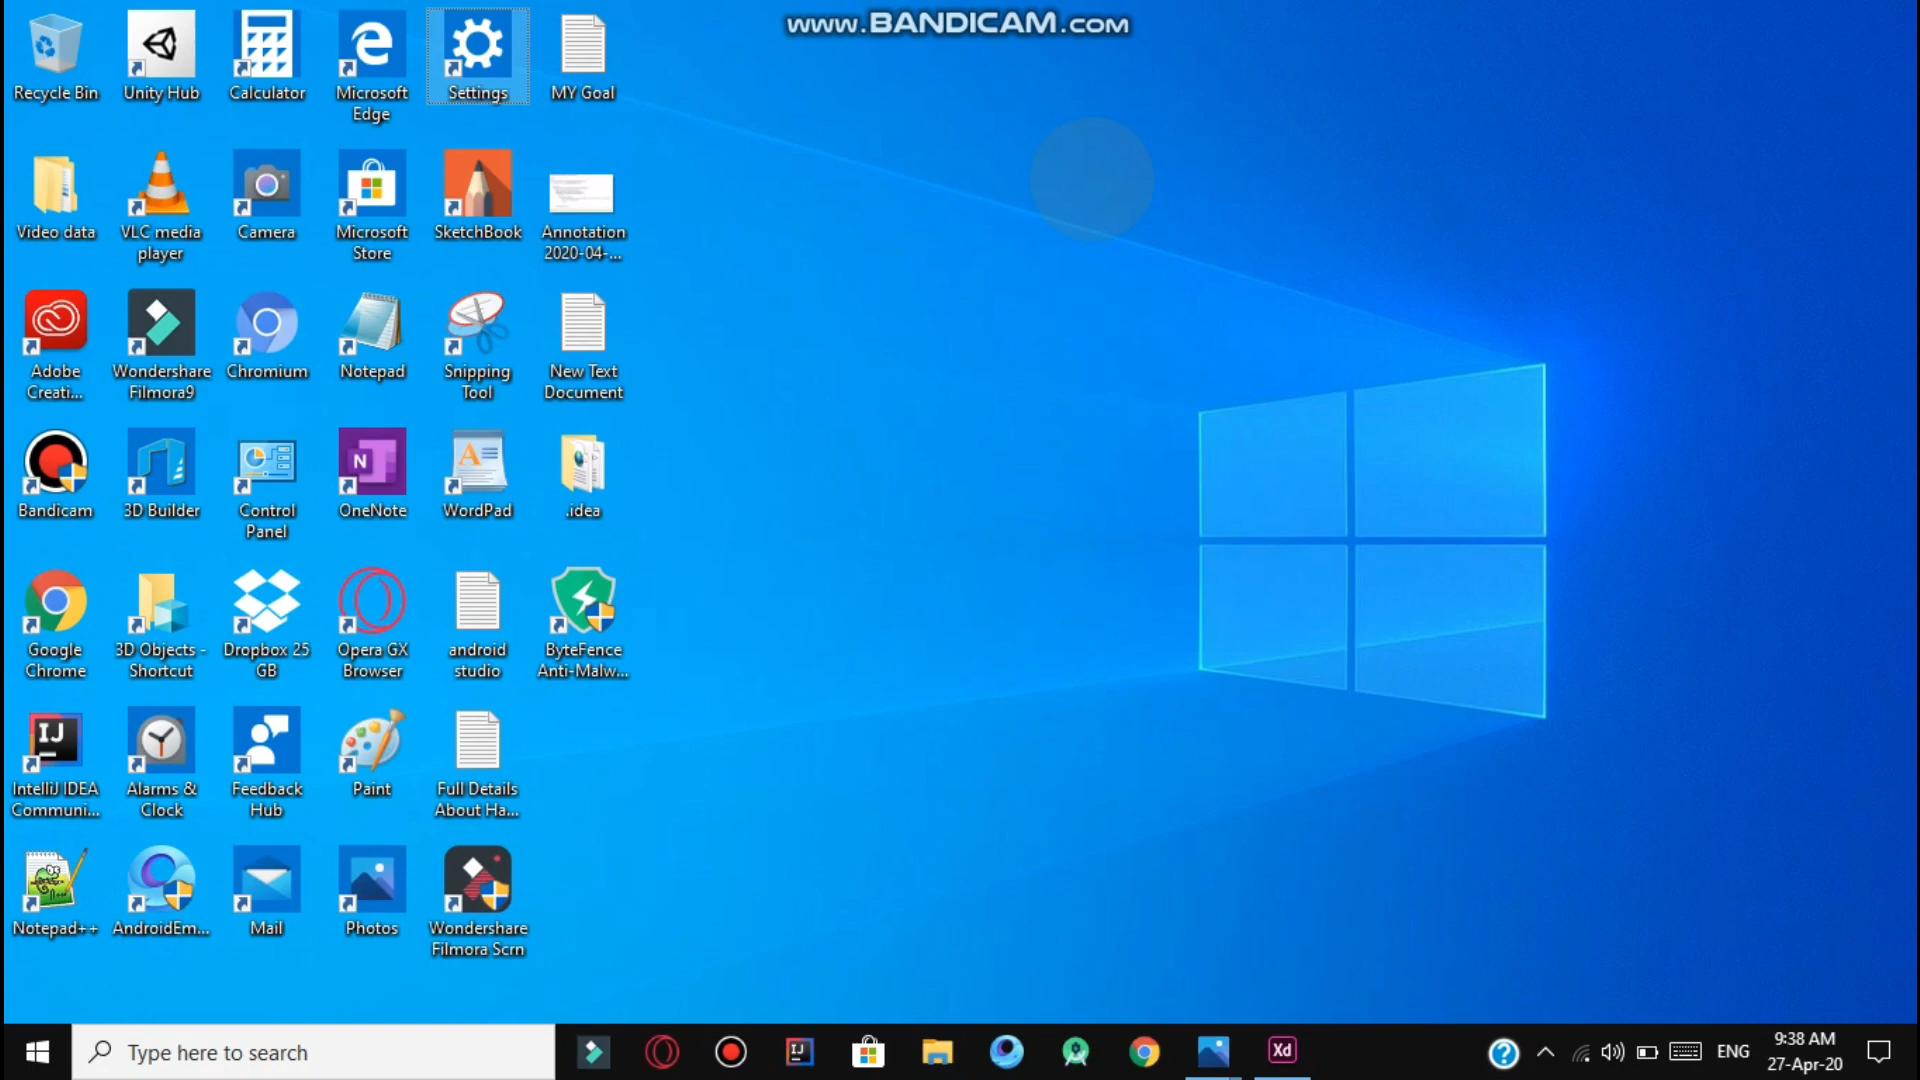 www.BANDICAM.com
Recycle Bin
Unity Hub
Calculator
Microsoft
Edge
Settings
MY Goal
Video data
VLC media
player
Camera
Microsoft
Store
SketchBook
Annotation
2020-04-...
Adobe
Creati...
Wondershare
Filmora9
Chromium
Notepad
Snipping
Tool
New Text
Document
Bandicam
3D Builder
Control
Panel
N
OneNote
A
WordPad
.idea
Google
Chrome
3D Objects -
Shortcut
Dropbox 25
GB
Opera GX
Browser
android
studio
ByteFence
Anti-Malw...
IJ
IntelliJ IDEA
Communi...
Alarms &
Clock
Feedback
Hub
Paint
Full Details
About Ha...
Notepad++
AndroidEm...
Mail
Photos
Wondershare
Filmora Scrn
Type here to search
IJ
Xd
?
ENG
9:38 AM
27-Apr-20